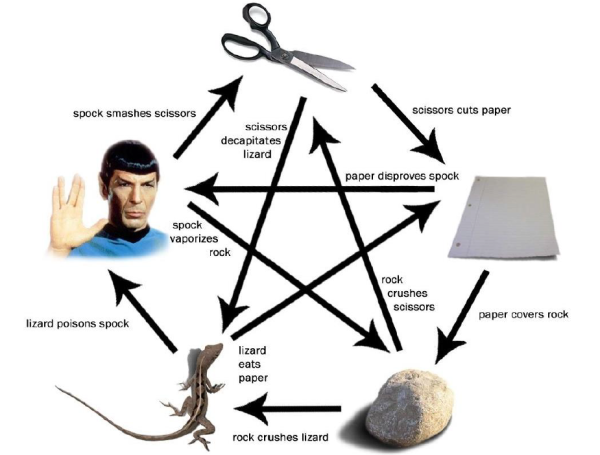 spock smashes scissors
scissors cuts paper
scissors
decapitates
lizard
paper disproves spock
spock
vaporizes
rock
rock
crushes
scissors
lizard poisons spock
paper covers rock
lizard
eats
paper
rock crushes lizard